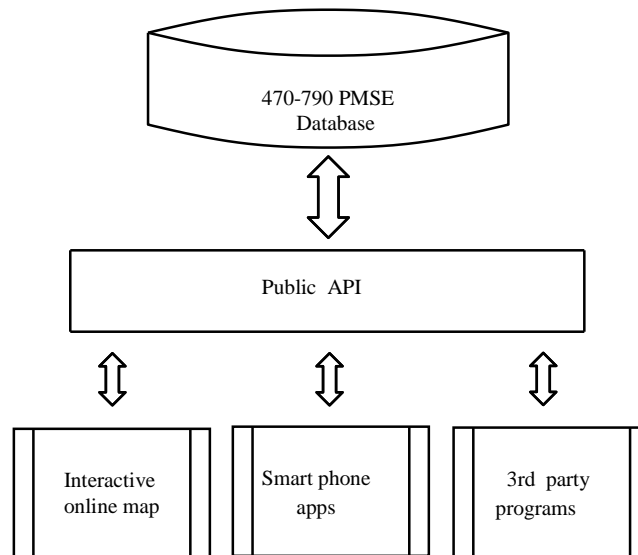 470-790 PMSE
Database
Public API
Interactive
online map
Smart phone
apps
3rd party
programs